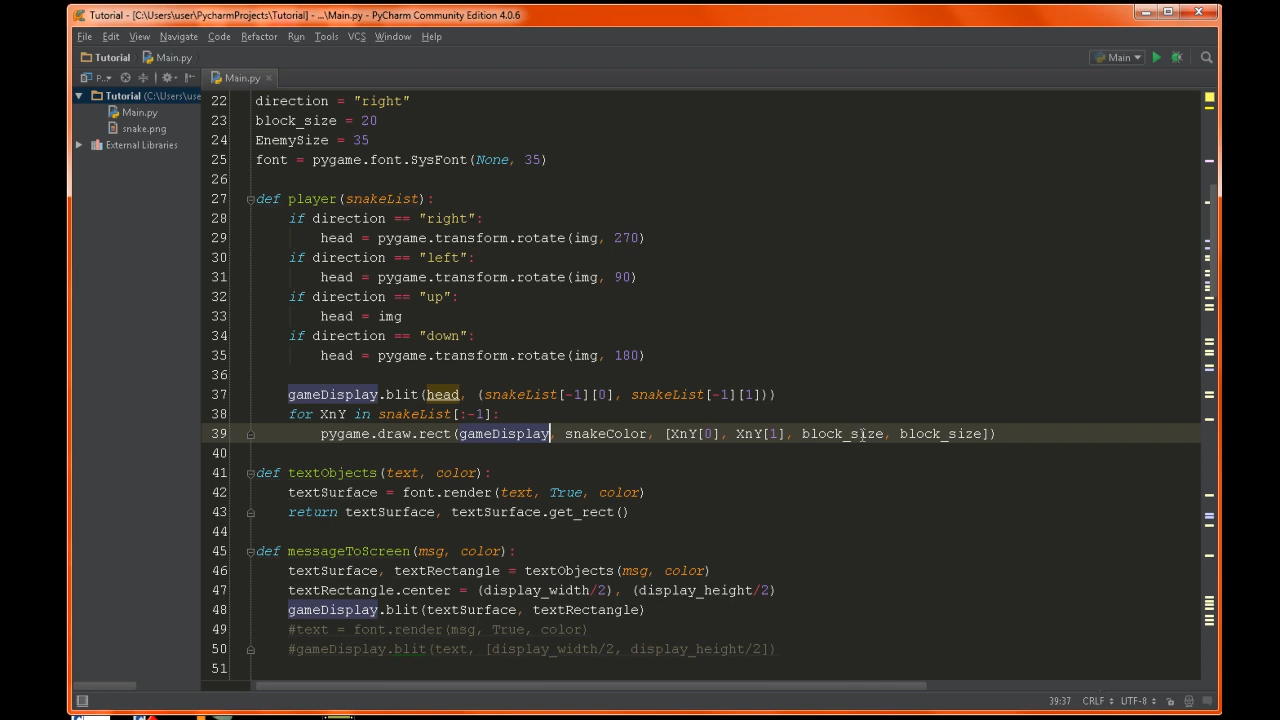 Tutorial - [C:\Users\user\PycharmProjects\Tutorial] - ...\Main.py - PyCharm Community Edition 4.0.6
File Edit View Navigate Code Refactor Run Tools VCS Window Help
Tutorial Main.py Main
P... Main.py
Tutorial (C:\Users\use
Main.py
snake.png
External Libraries
22 direction = "right"
23 block_size = 20
24 EnemySize = 35
25 font = pygame.font.SysFont(None, 35)
26
27 def player(snakeList):
28     if direction == "right":
29         head = pygame.transform.rotate(img, 270)
30     if direction == "left":
31         head = pygame.transform.rotate(img, 90)
32     if direction == "up":
33         head = img
34     if direction == "down":
35         head = pygame.transform.rotate(img, 180)
36
37     gameDisplay.blit(head, (snakeList[-1][0], snakeList[-1][1]))
38     for XnY in snakeList[:-1]:
39         pygame.draw.rect(gameDisplay, snakeColor, [XnY[0], XnY[1], block_size, block_size])
40
41 def textObjects(text, color):
42     textSurface = font.render(text, True, color)
43     return textSurface, textSurface.get_rect()
44
45 def messageToScreen(msg, color):
46     textSurface, textRectangle = textObjects(msg, color)
47     textRectangle.center = (display_width/2), (display_height/2)
48     gameDisplay.blit(textSurface, textRectangle)
49     #text = font.render(msg, True, color)
50     #gameDisplay.blit(text, [display_width/2, display_height/2])
51
39:37 CRLF UTF-8